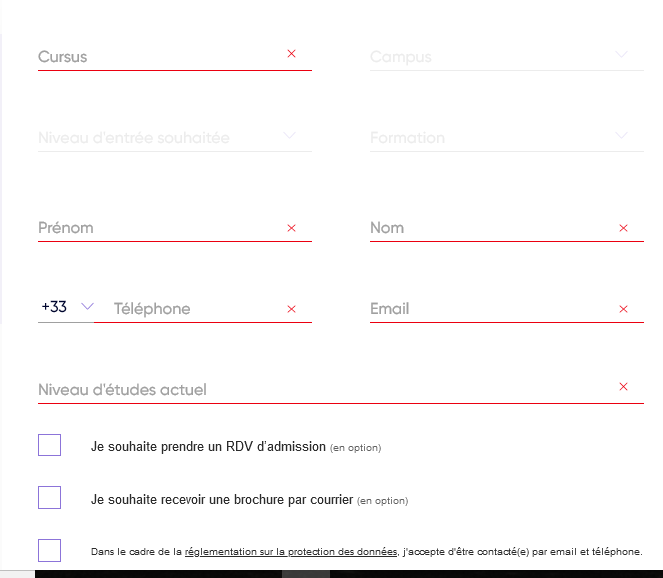 Cursus
Campus
Niveau d'entrée souhaitée
Formation
Prénom
Nom
+33 Téléphone
Email
Niveau d'études actuel
Je souhaite prendre un RDV d'admission (en option)
Je souhaite recevoir une brochure par courrier (en option)
Dans le cadre de la réglementation sur la protection des données, j'accepte d'être contacté(e) par email et téléphone.